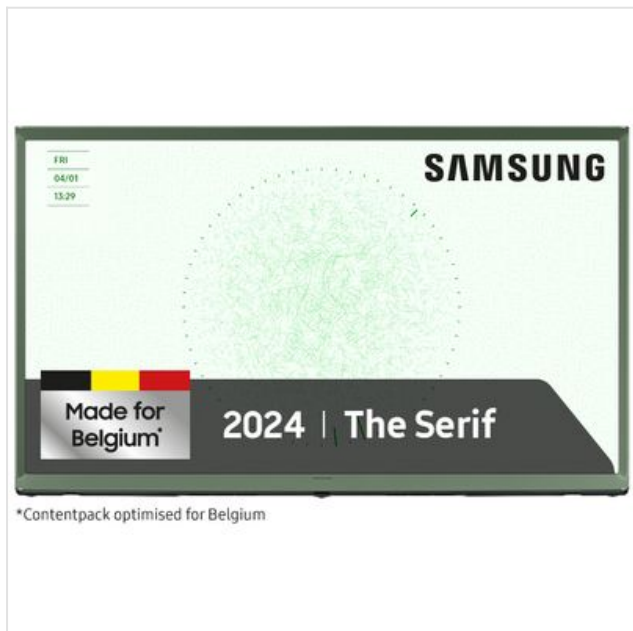 FRI
04/01
13:29
SAMSUNG
Made for
Belgium*
2024 | The Serif
*Contentpack optimised for Belgium